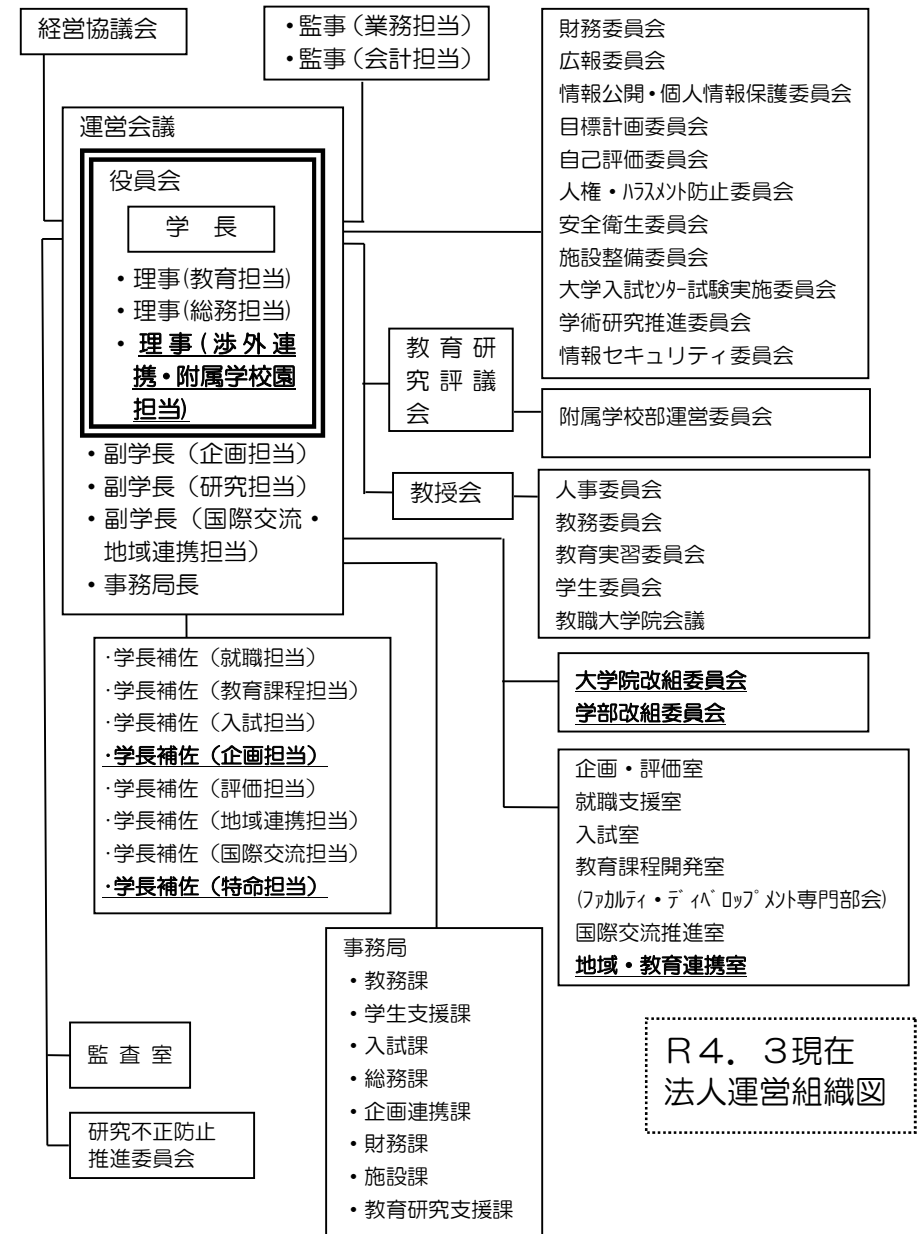 経営協議会
・監事（業務担当）
・監事（会計担当）
財務委員会
広報委員会
情報公開・個人情報保護委員会
目標計画委員会
自己評価委員会
人権・ﾊﾗｽﾒﾝﾄ防止委員会
安全衛生委員会
施設整備委員会
大学入試ｾﾝﾀｰ試験実施委員会
学術研究推進委員会
情報セキュリティ委員会
運営会議
役員会
学　長
・理事(教育担当)
・理事(総務担当)
・理事(渉外連
携・附属学校園
担当)
・副学長（企画担当）
・副学長（研究担当）
・副学長（国際交流・
地域連携担当）
・事務局長
教育研
究評議
会
附属学校部運営委員会
教授会
人事委員会
教務委員会
教育実習委員会
学生委員会
教職大学院会議
・学長補佐（就職担当）
・学長補佐（教育課程担当）
・学長補佐（入試担当）
・学長補佐（企画担当）
・学長補佐（評価担当）
・学長補佐（地域連携担当）
・学長補佐（国際交流担当）
・学長補佐（特命担当）
大学院改組委員会
学部改組委員会
企画・評価室
就職支援室
入試室
教育課程開発室
(ﾌｧｶﾙﾃｨ・ﾃﾞｨﾍﾞﾛｯﾌﾟﾒﾝﾄ専門部会)
国際交流推進室
地域・教育連携室
事務局
・教務課
・学生支援課
・入試課
・総務課
・企画連携課
・財務課
・施設課
・教育研究支援課
監査室
研究不正防止
推進委員会
Ｒ４．３現在
法人運営組織図